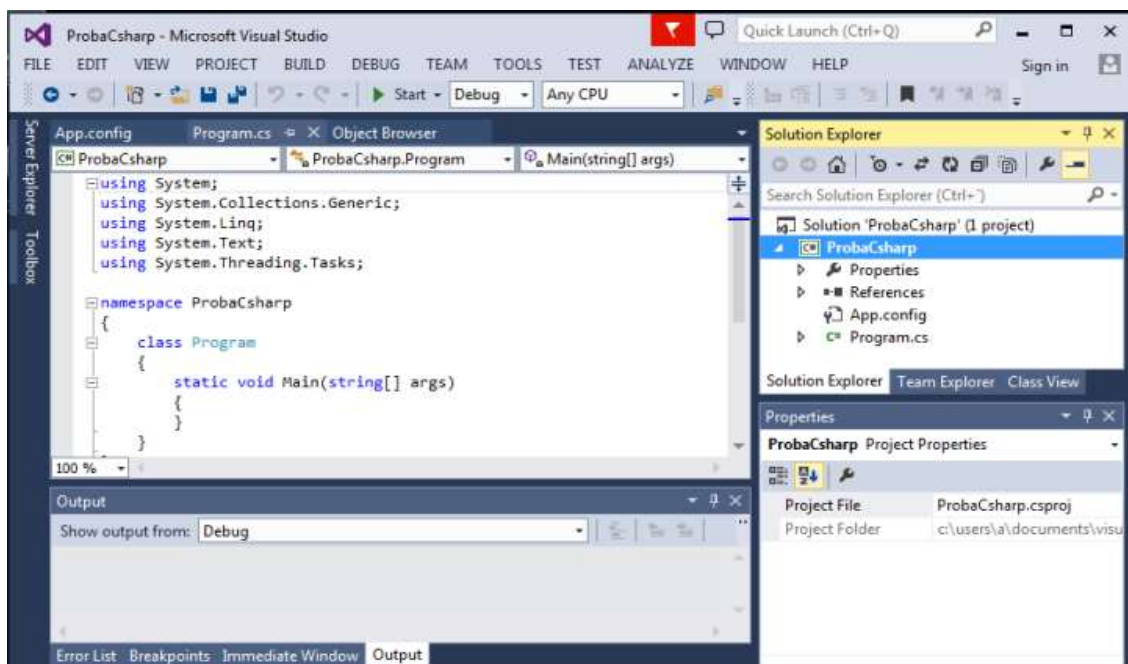 ProbaCsharp - Microsoft Visual Studio
Quick Launch (Ctrl+Q)
FILE EDIT VIEW PROJECT BUILD DEBUG TEAM TOOLS TEST ANALYZE WINDOW HELP
Sign in
Start Debug Any CPU
Server Explorer
Toolbox
App.config Program.cs Object Browser
C# ProbaCsharp ProbaCsharp.Program Main(string[] args)
using System;
using System.Collections.Generic;
using System.Linq;
using System.Text;
using System.Threading.Tasks;
namespace ProbaCsharp
{
class Program
{
static void Main(string[] args)
{
}
}
100 %
Output
Show output from: Debug
Error List Breakpoints Immediate Window Output
Solution Explorer
Search Solution Explorer (Ctrl+¨)
Solution 'ProbaCsharp' (1 project)
C# ProbaCsharp
Properties
References
App.config
C# Program.cs
Solution Explorer Team Explorer Class View
Properties
ProbaCsharp Project Properties
Project File ProbaCsharp.csproj
Project Folder c:\users\a\documents\visu